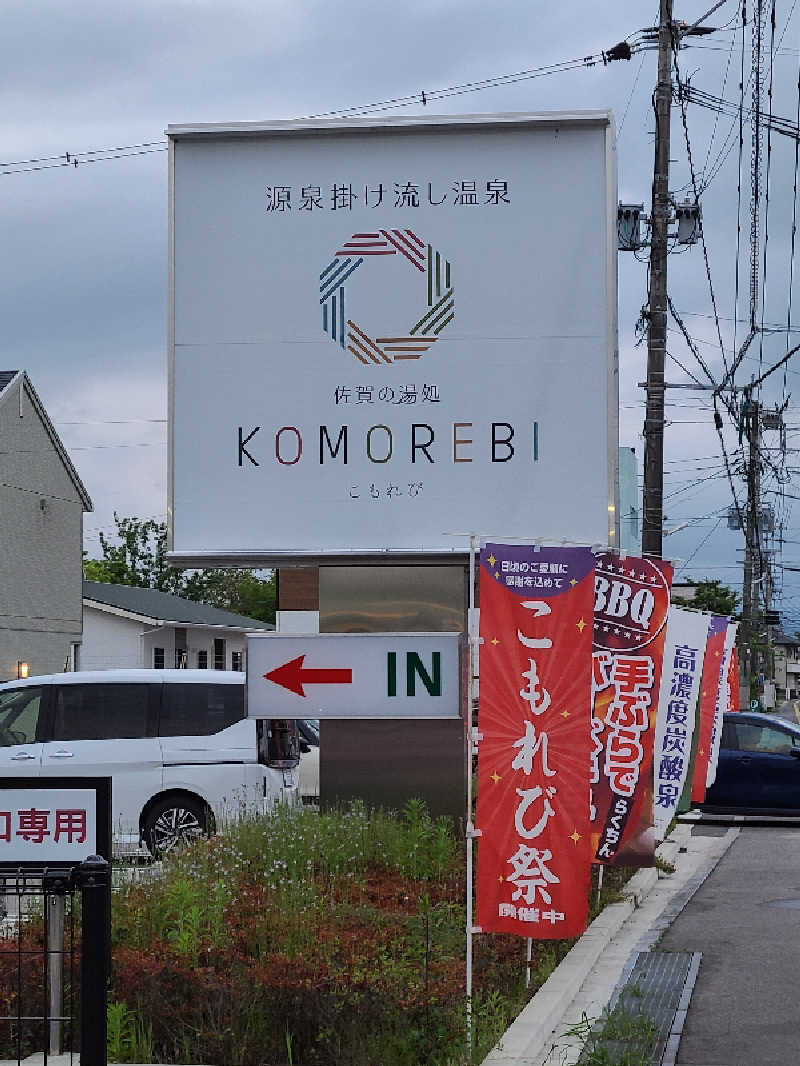 源泉掛け流し温泉
佐賀の湯処
KOMOREBI
こもれび
IN
日頃のご愛顧に
感謝を込めて
こもれび祭
開催中
BBQ
手ぶらで
らくちん
高濃度炭酸泉
口専用